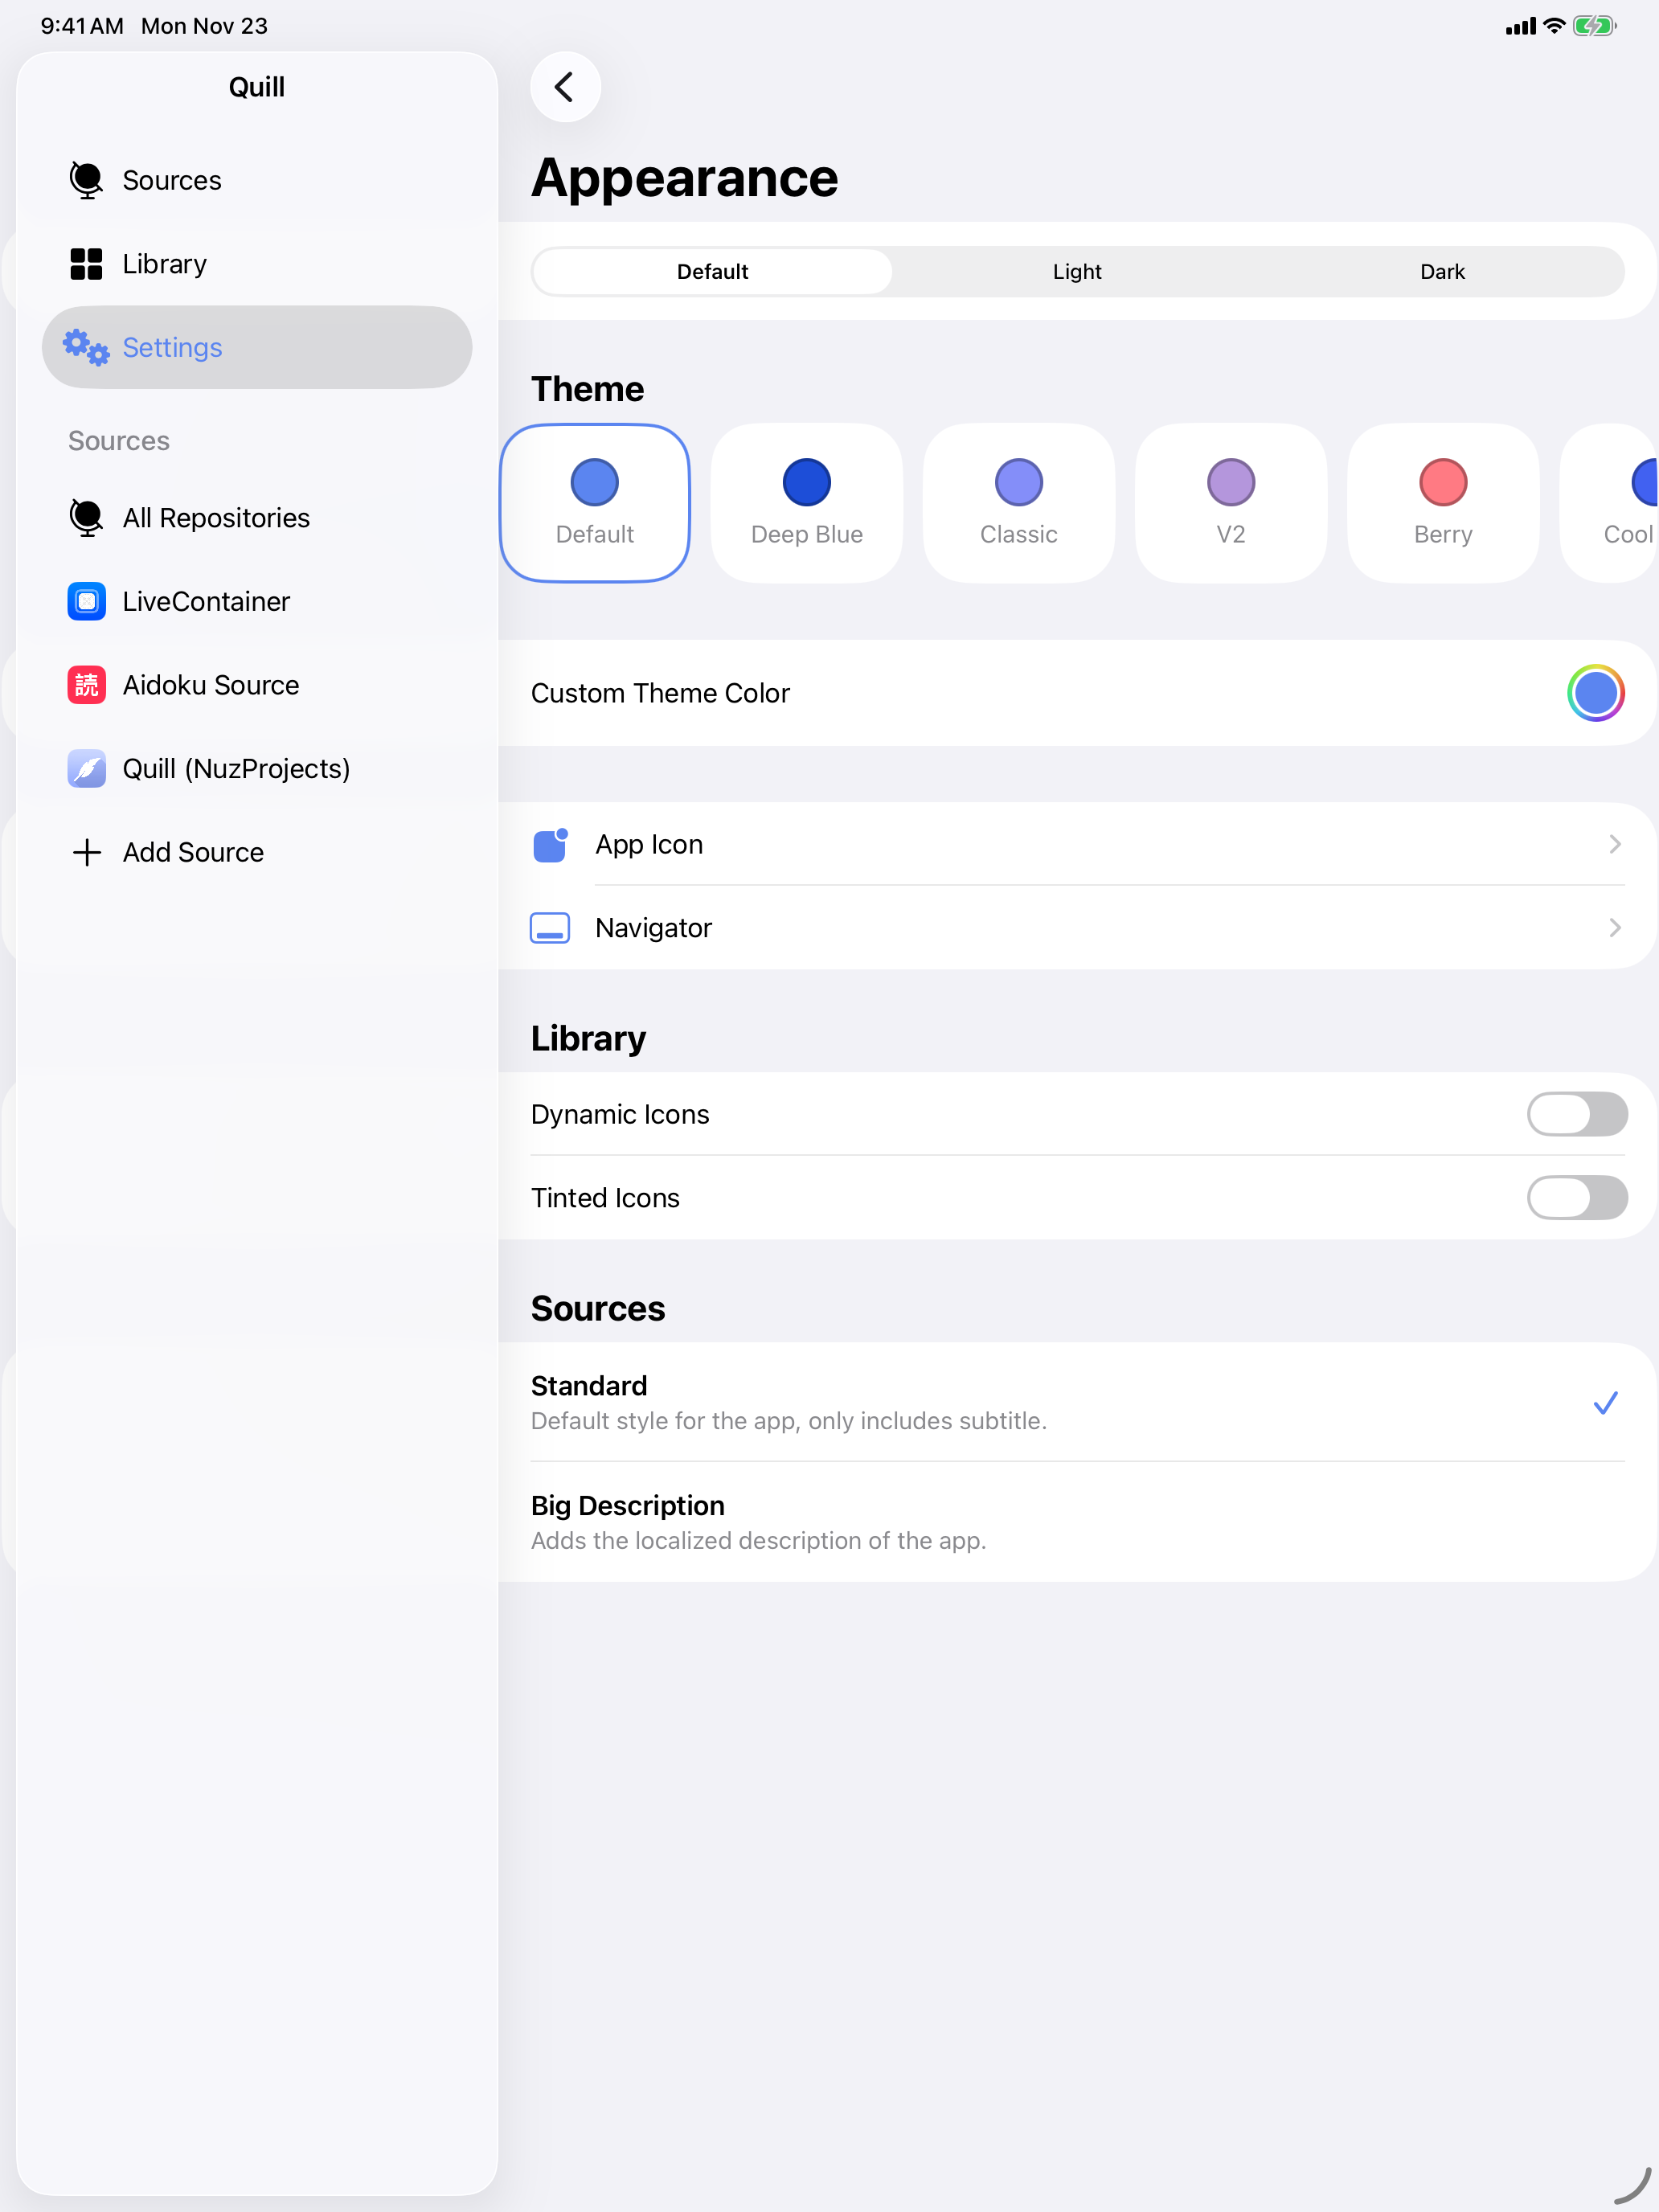 9:41 AM Mon Nov 23
Quill
Sources
Library
Settings
Sources
All Repositories
LiveContainer
読
Aidoku Source
Quill (NuzProjects)
Add Source
Appearance
Default
Light
Dark
Theme
Default
Deep Blue
Classic
V2
Berry
Cool
Custom Theme Color
App Icon
Navigator
Library
Dynamic Icons
Tinted Icons
Sources
Standard
Default style for the app, only includes subtitle.
Big Description
Adds the localized description of the app.